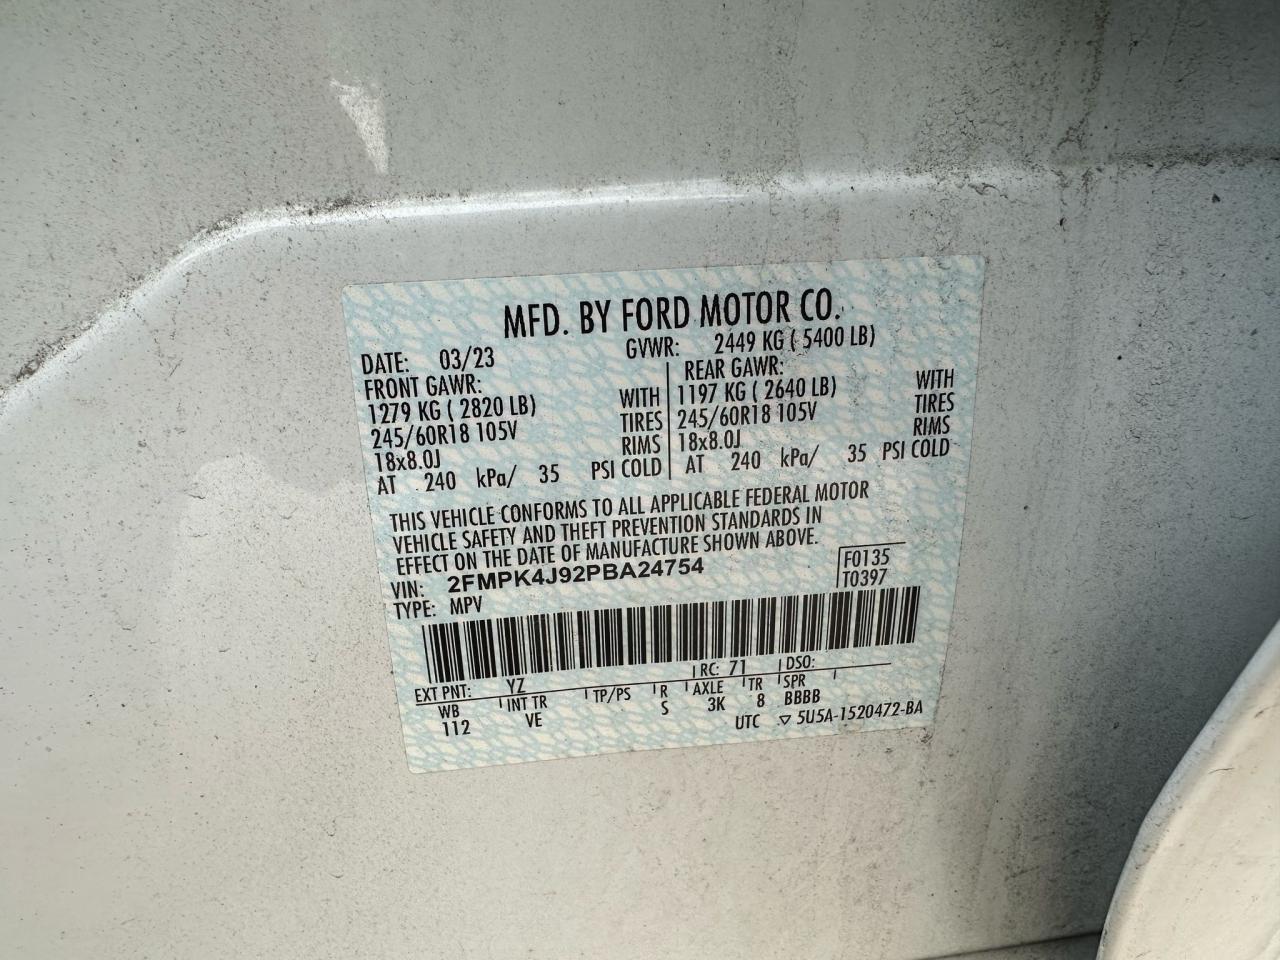 MFD. BY FORD MOTOR CO.
DATE: 03/23 GVWR: 2449 KG ( 5400 LB)
FRONT GAWR: REAR GAWR:
1279 KG ( 2820 LB) WITH 1197 KG ( 2640 LB) WITH
245/60R18 105V TIRES 245/60R18 105V TIRES
18x8.0J RIMS 18x8.0J RIMS
AT 240 kPa/ 35 PSI COLD AT 240 kPa/ 35 PSI COLD
THIS VEHICLE CONFORMS TO ALL APPLICABLE FEDERAL MOTOR
VEHICLE SAFETY AND THEFT PREVENTION STANDARDS IN
EFFECT ON THE DATE OF MANUFACTURE SHOWN ABOVE.
VIN: 2FMPK4J92PBA24754 F0135
TYPE: MPV T0397
EXT PNT: YZ RC: 71 DSO:
WB INT TR TP/PS R AXLE TR SPR
112 VE S 3K 8 BBBB
UTC ▽ 5U5A-1520472-BA